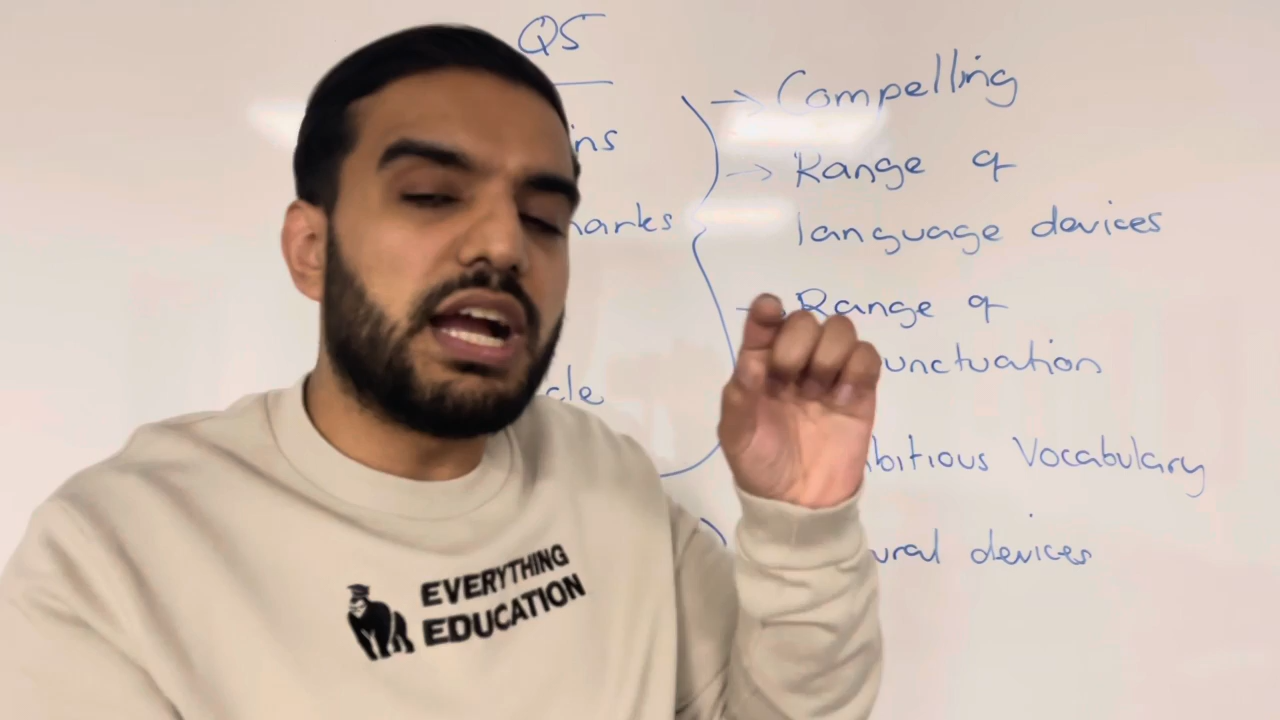 Q5
ins
marks
cle
Compelling
Range of
language devices
Range of
unctuation
bitious Vocabulary
ural devices
EVERYTHING
EDUCATION